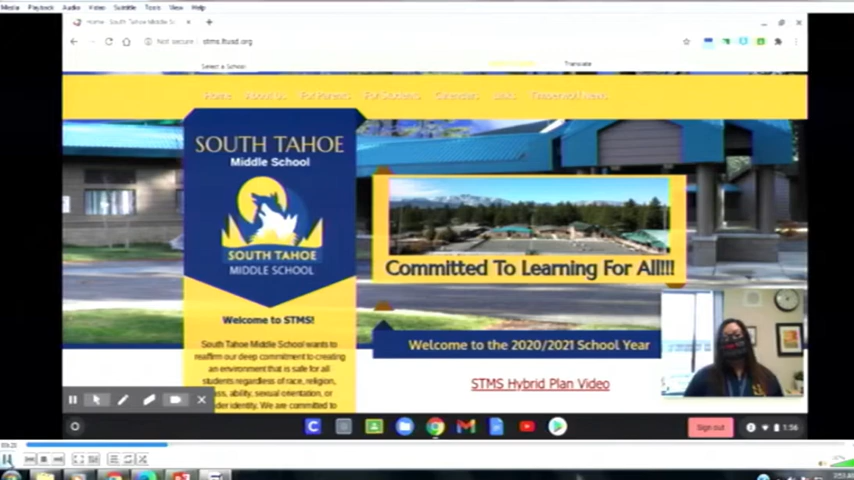 Media Playback Audio Video Subtitle Tools View Help
Home - South Tahoe Middle Sc
Not secure | stms.ltusd.org
Select a School
Translate
Home About Us For Parents For Students Calendars Links
SOUTH TAHOE
Middle School
SOUTH TAHOE
MIDDLE SCHOOL
Committed To Learning For All!!!
Welcome to STMS!
Welcome to the 2020/2021 School Year
South Tahoe Middle School wants to
reaffirm our deep commitment to creating
an environment that is safe for all
students regardless of race, religion,
ability, sexual orientation, or
identity. We are committed to
STMS Hybrid Plan Video
Sign out
1:56